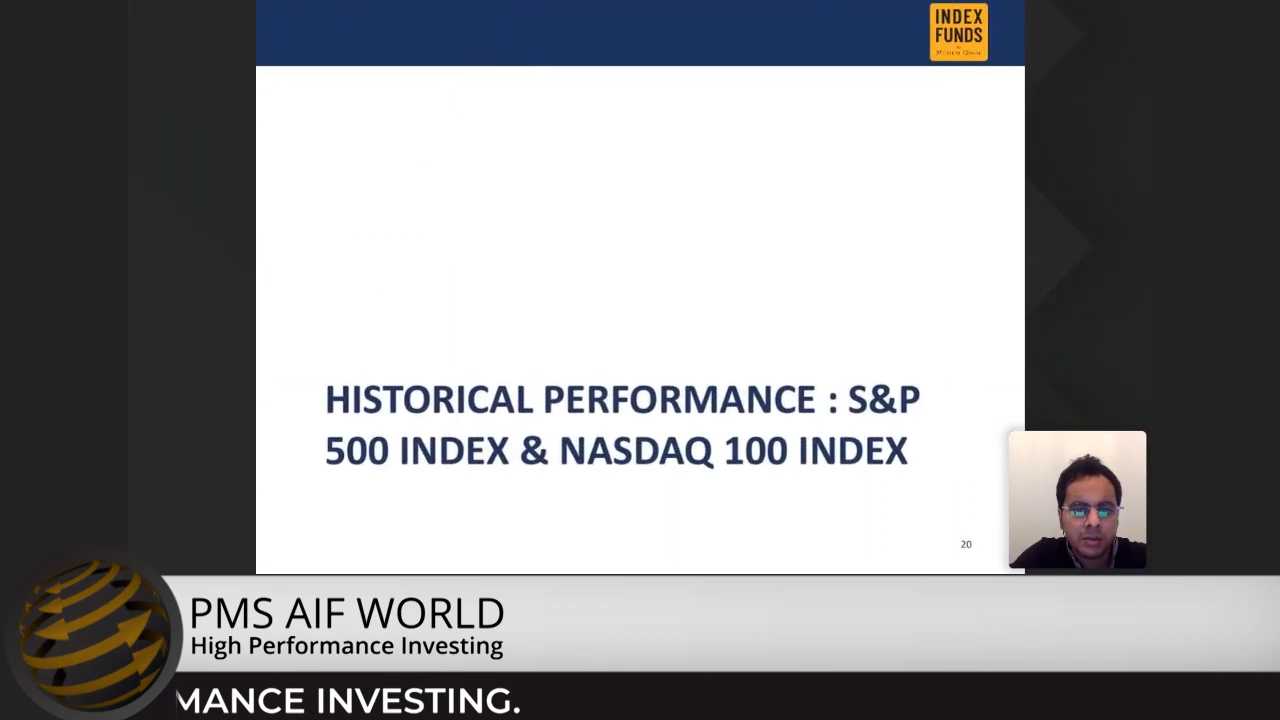 INDEX
FUNDS
HISTORICAL PERFORMANCE : S&P
500 INDEX & NASDAQ 100 INDEX
20
PMS AIF WORLD
High Performance Investing
MANCE INVESTING.